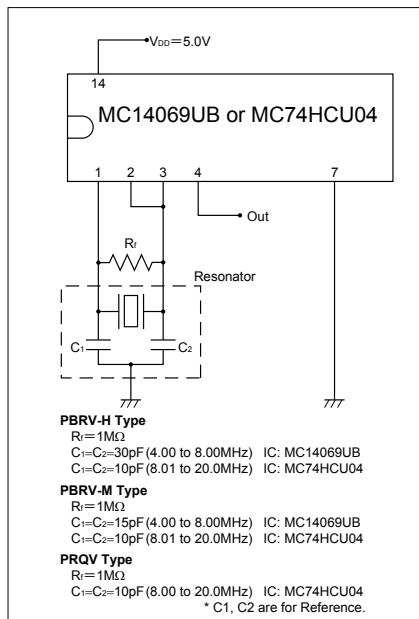 VDD=5.0V
14
MC14069UB or MC74HCU04
1 2 3 4 7
Out
Rf
Resonator
C1 C2
PBRV-H Type
Rf=1MΩ
C1=C2=30pF(4.00 to 8.00MHz) IC: MC14069UB
C1=C2=10pF(8.01 to 20.0MHz) IC: MC74HCU04
PBRV-M Type
Rf=1MΩ
C1=C2=15pF(4.00 to 8.00MHz) IC: MC14069UB
C1=C2=10pF(8.01 to 20.0MHz) IC: MC74HCU04
PRQV Type
Rf=1MΩ
C1=C2=10pF(8.00 to 20.0MHz) IC: MC74HCU04
* C1, C2 are for Reference.